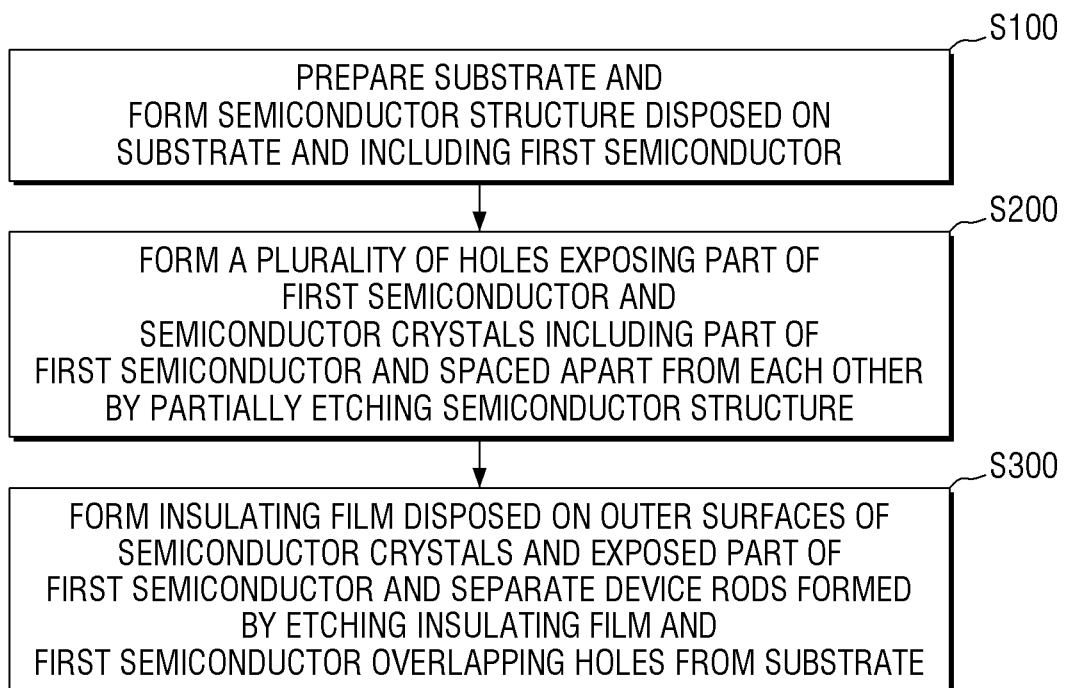 S100
PREPARE SUBSTRATE AND
FORM SEMICONDUCTOR STRUCTURE DISPOSED ON
SUBSTRATE AND INCLUDING FIRST SEMICONDUCTOR
S200
FORM A PLURALITY OF HOLES EXPOSING PART OF
FIRST SEMICONDUCTOR AND
SEMICONDUCTOR CRYSTALS INCLUDING PART OF
FIRST SEMICONDUCTOR AND SPACED APART FROM EACH OTHER
BY PARTIALLY ETCHING SEMICONDUCTOR STRUCTURE
S300
FORM INSULATING FILM DISPOSED ON OUTER SURFACES OF
SEMICONDUCTOR CRYSTALS AND EXPOSED PART OF
FIRST SEMICONDUCTOR AND SEPARATE DEVICE RODS FORMED
BY ETCHING INSULATING FILM AND
FIRST SEMICONDUCTOR OVERLAPPING HOLES FROM SUBSTRATE